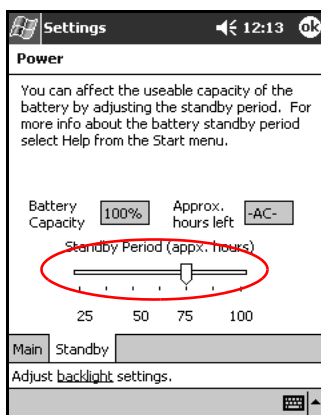 Settings 12:13 ok
Power
You can affect the useable capacity of the
battery by adjusting the standby period. For
more info about the battery standby period
select Help from the Start menu.
Battery Capacity 100% Approx. hours left -AC-
Standby Period (appx. hours)
25 50 75 100
Main Standby
Adjust backlight settings.